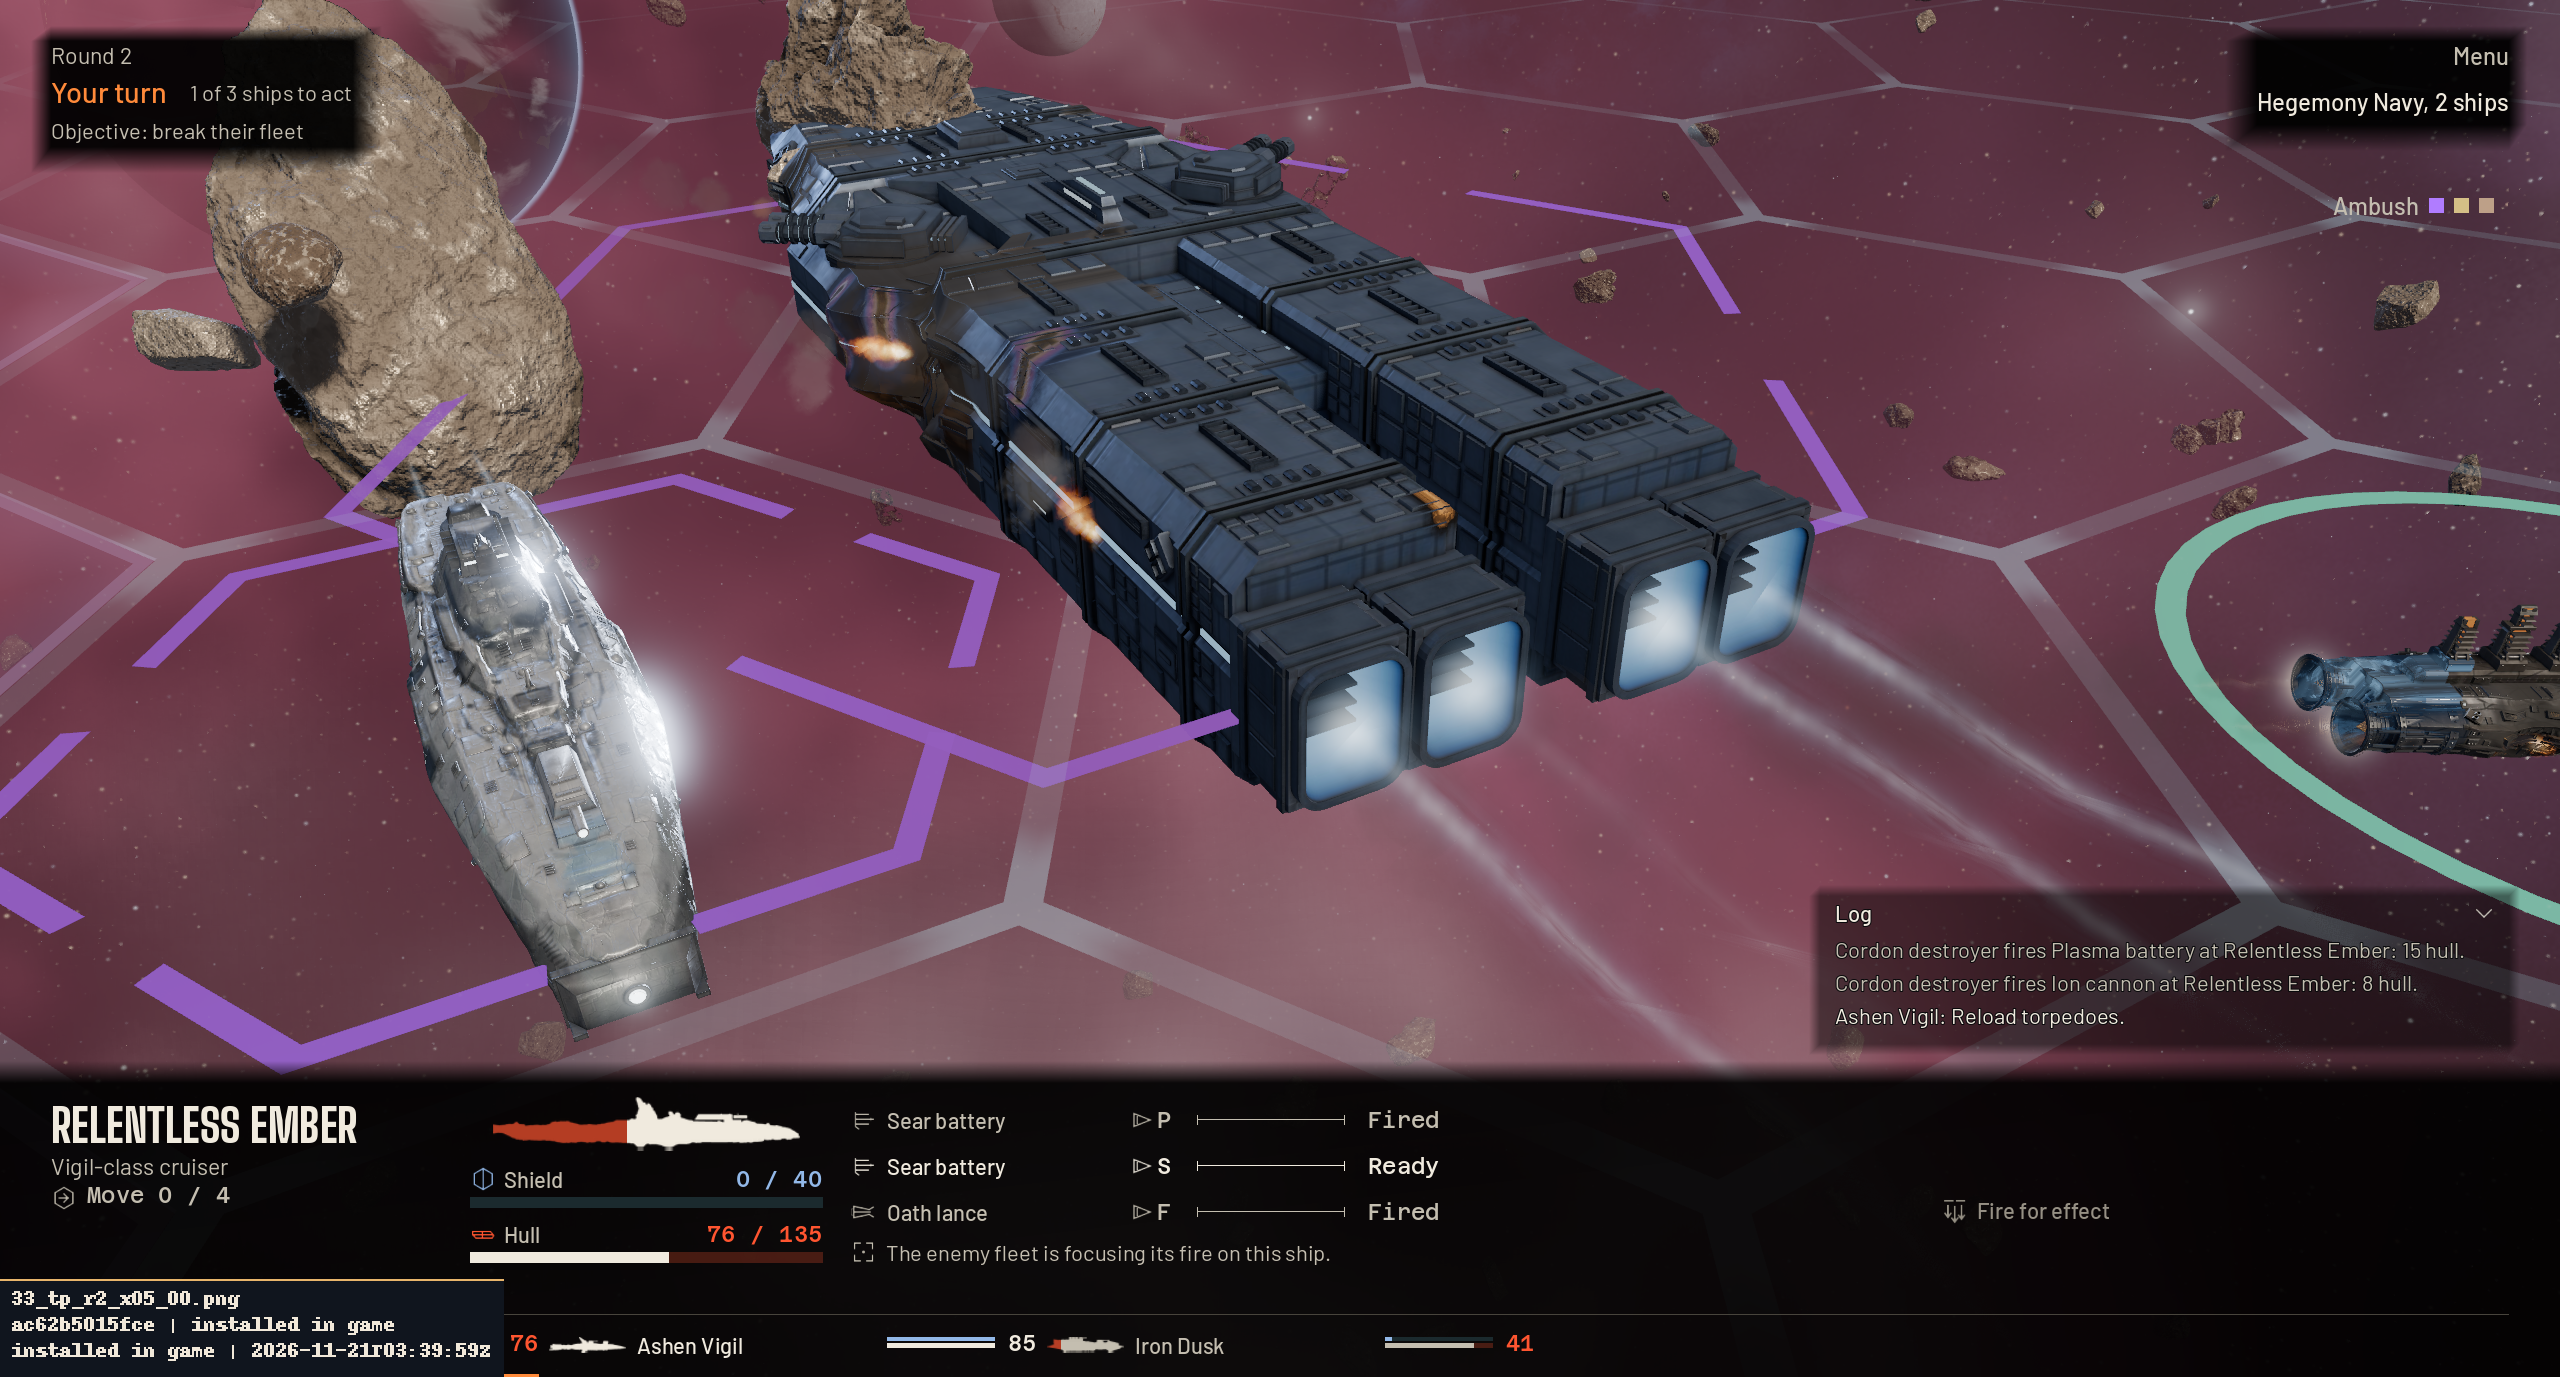 Round 2
Your turn 1 of 3 ships to act
Objective: break their fleet
Menu
Hegemony Navy, 2 ships
Ambush
Log
Cordon destroyer fires Plasma battery at Relentless Ember: 15 hull.
Cordon destroyer fires Ion cannon at Relentless Ember: 8 hull.
Ashen Vigil: Reload torpedoes.
RELENTLESS EMBER
Vigil-class cruiser
Move 0 / 4
Shield 0 / 40
Hull 76 / 135
Sear battery P Fired
Sear battery S Ready
Oath lance F Fired
The enemy fleet is focusing its fire on this ship.
Fire for effect
33_tp_r2_x05_00.png
ac62b5015fce | installed in game
installed in game | 2026-11-21T03:39:59Z
76 Ashen Vigil 85 Iron Dusk 41